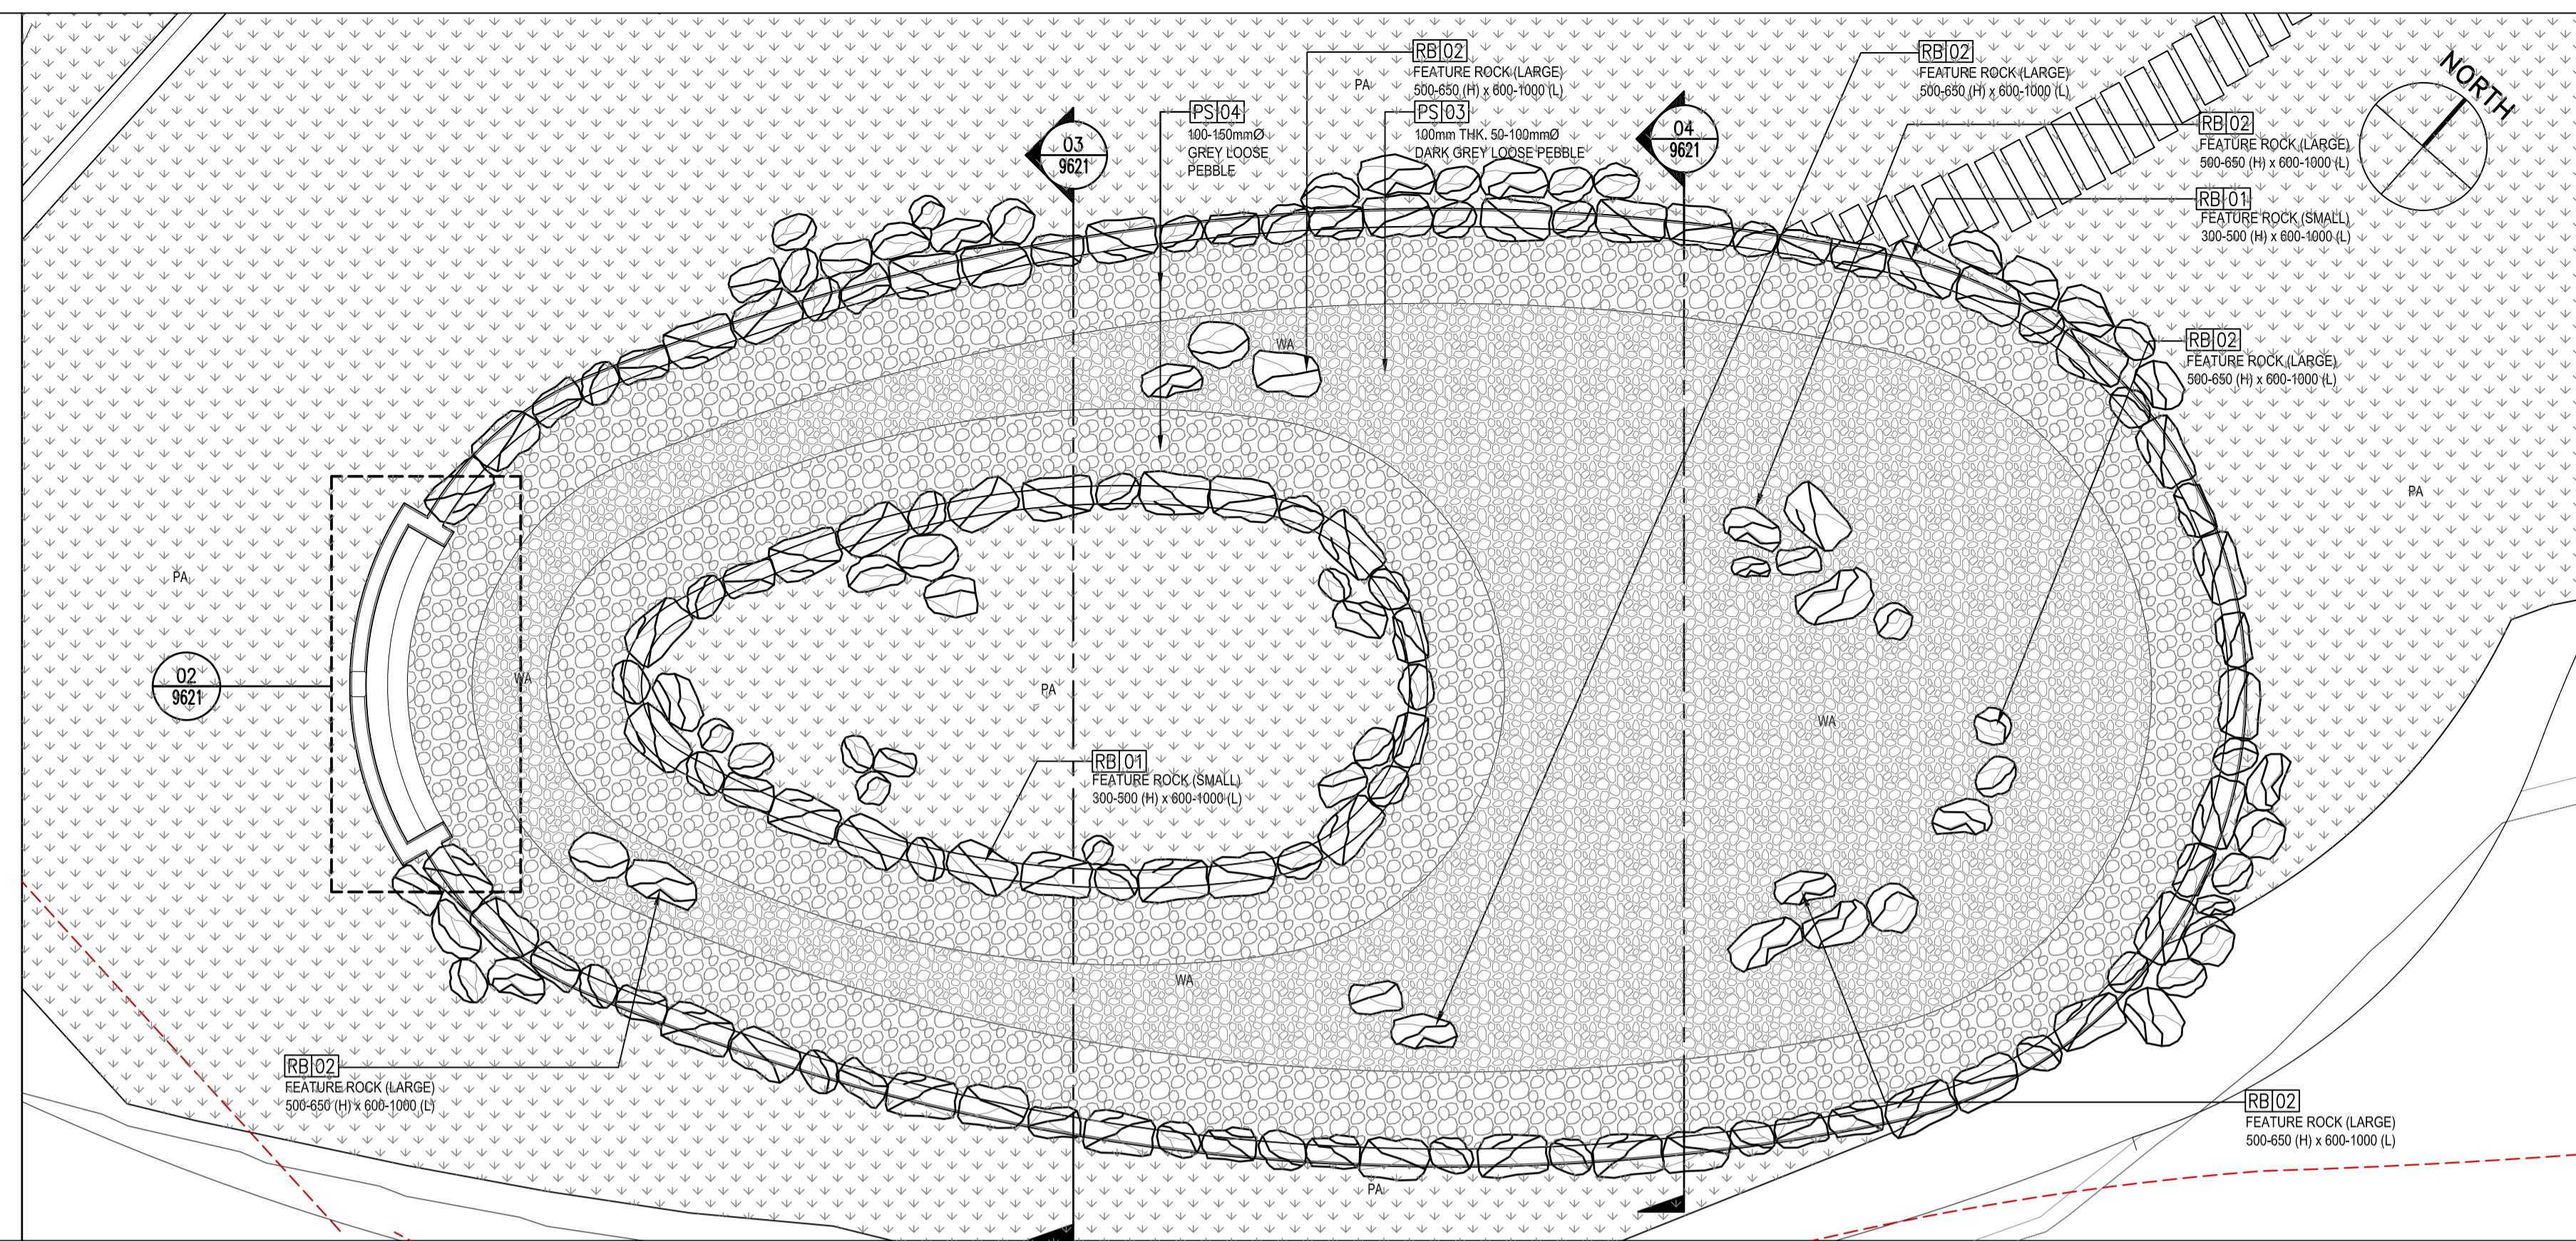 RB 02
FEATURE ROCK (LARGE)
500-650 (H) x 600-1000 (L)
RB 02
FEATURE ROCK (LARGE)
500-650 (H) x 600-1000 (L)
NORTH
PA
PS 04
100-150mmØ
GREY LOOSE
PEBBLE
PS 03
100mm THK. 50-100mmØ
DARK GREY LOOSE PEBBLE
03
9621
04
9621
RB 02
FEATURE ROCK (LARGE)
500-650 (H) x 600-1000 (L)
RB 01
FEATURE ROCK (SMALL)
300-500 (H) x 600-1000 (L)
WA
RB 02
FEATURE ROCK (LARGE)
500-650 (H) x 600-1000 (L)
PA
PA
02
9621
WA
PA
WA
RB 01
FEATURE ROCK (SMALL)
300-500 (H) x 600-1000 (L)
WA
RB 02
FEATURE ROCK (LARGE)
500-650 (H) x 600-1000 (L)
RB 02
FEATURE ROCK (LARGE)
500-650 (H) x 600-1000 (L)
PA